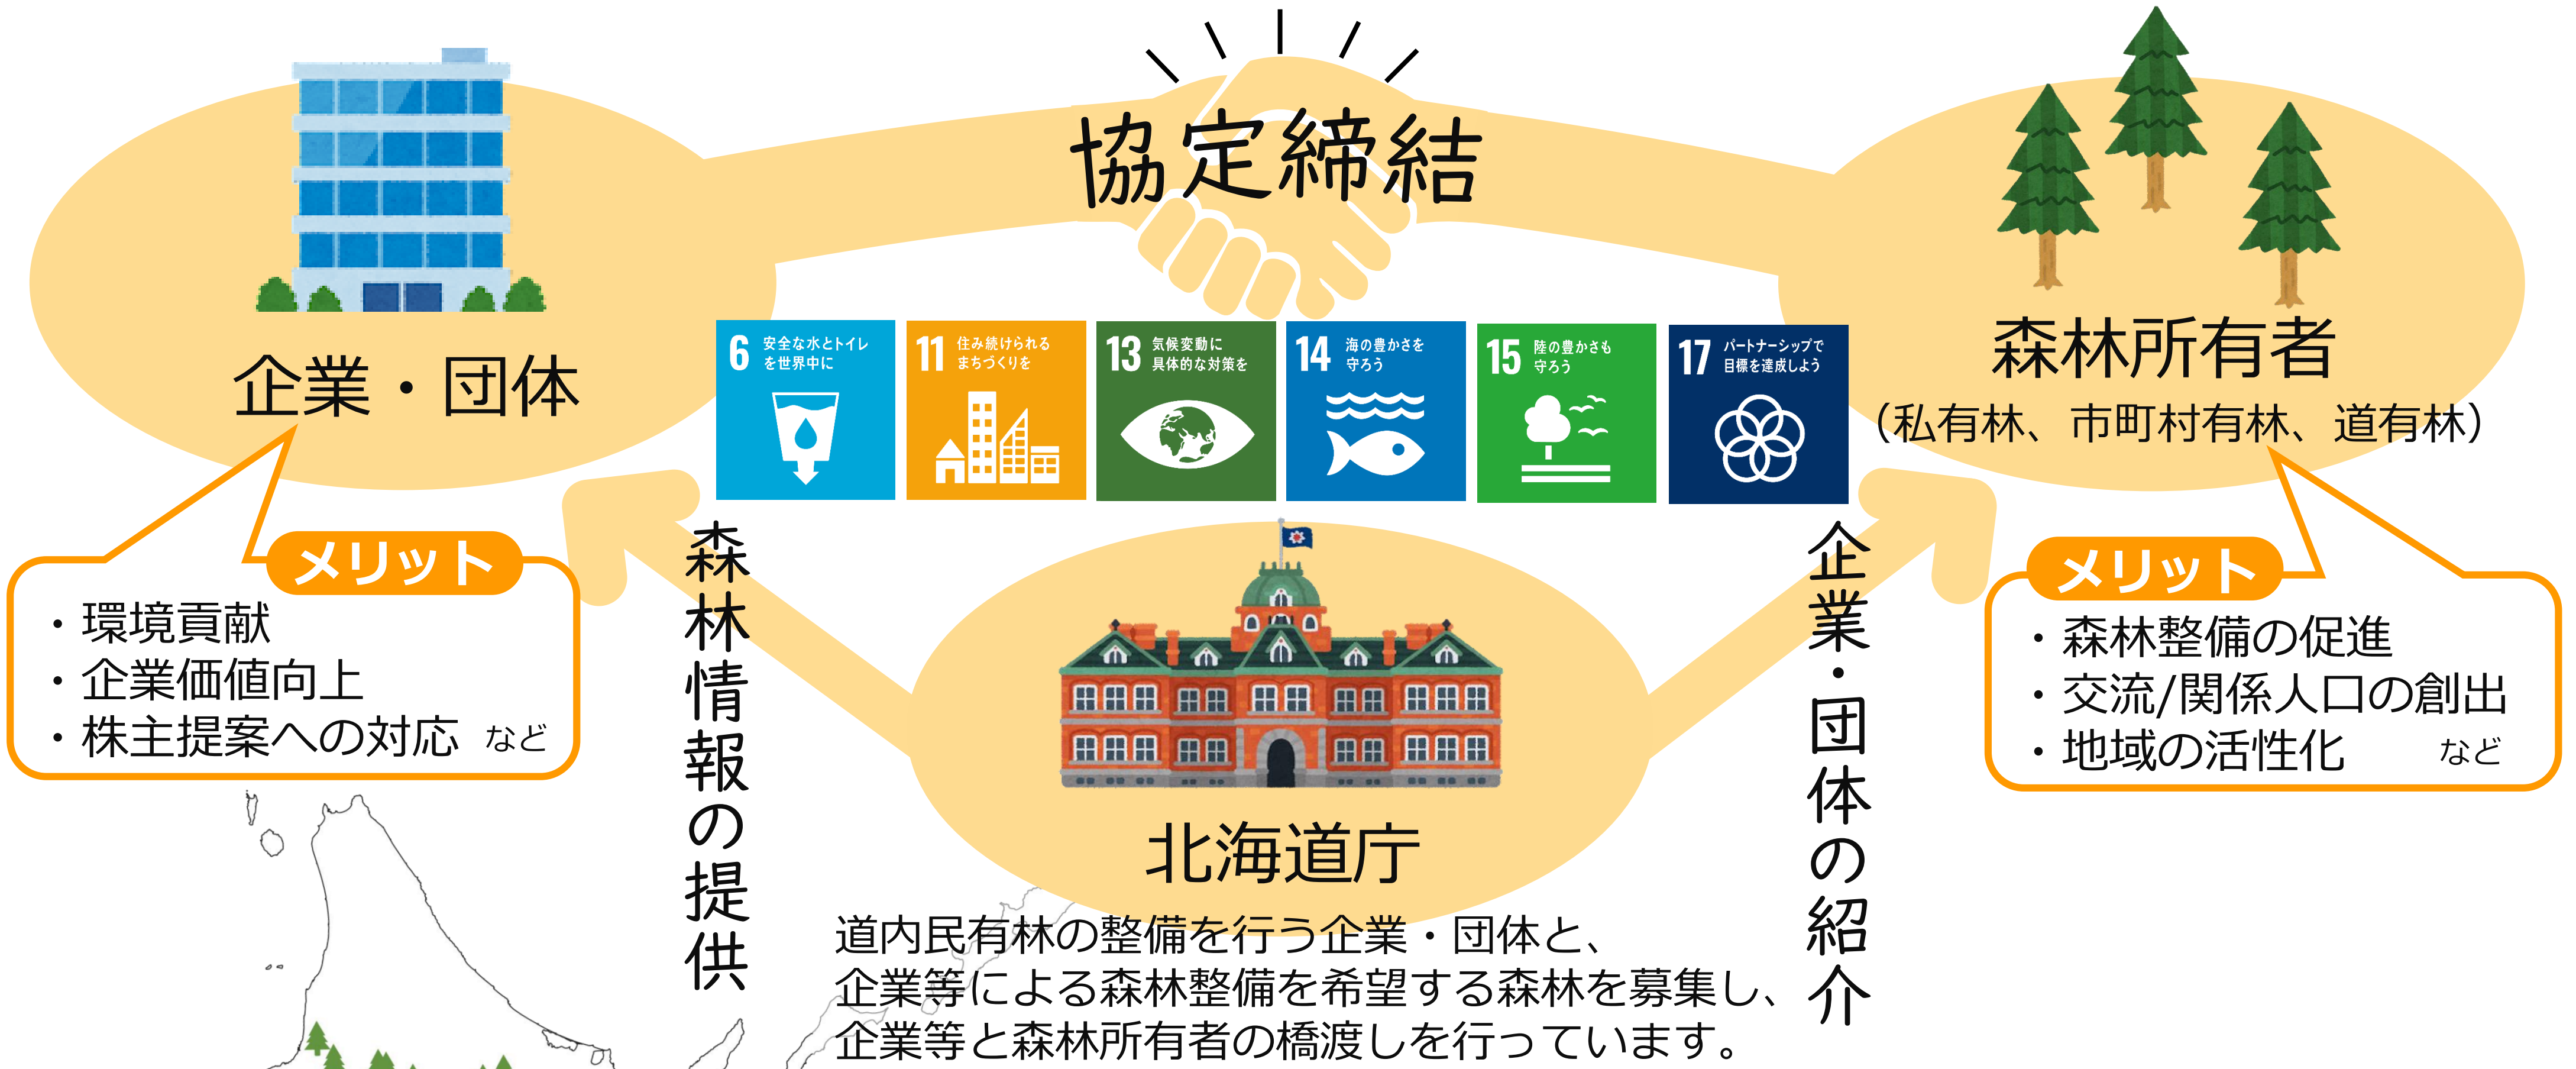 協定締結
企業・団体
森林所有者
（私有林、市町村有林、道有林）
6 安全な水とトイレ
を世界中に
11 住み続けられる
まちづくりを
13 気候変動に
具体的な対策を
14 海の豊かさを
守ろう
15 陸の豊かさも
守ろう
17 パートナーシップで
目標を達成しよう
メリット
・環境貢献
・企業価値向上
・株主提案への対応 など
森林情報の提供
企業・団体の紹介
メリット
・森林整備の促進
・交流/関係人口の創出
・地域の活性化 など
北海道庁
道内民有林の整備を行う企業・団体と、
企業等による森林整備を希望する森林を募集し、
企業等と森林所有者の橋渡しを行っています。